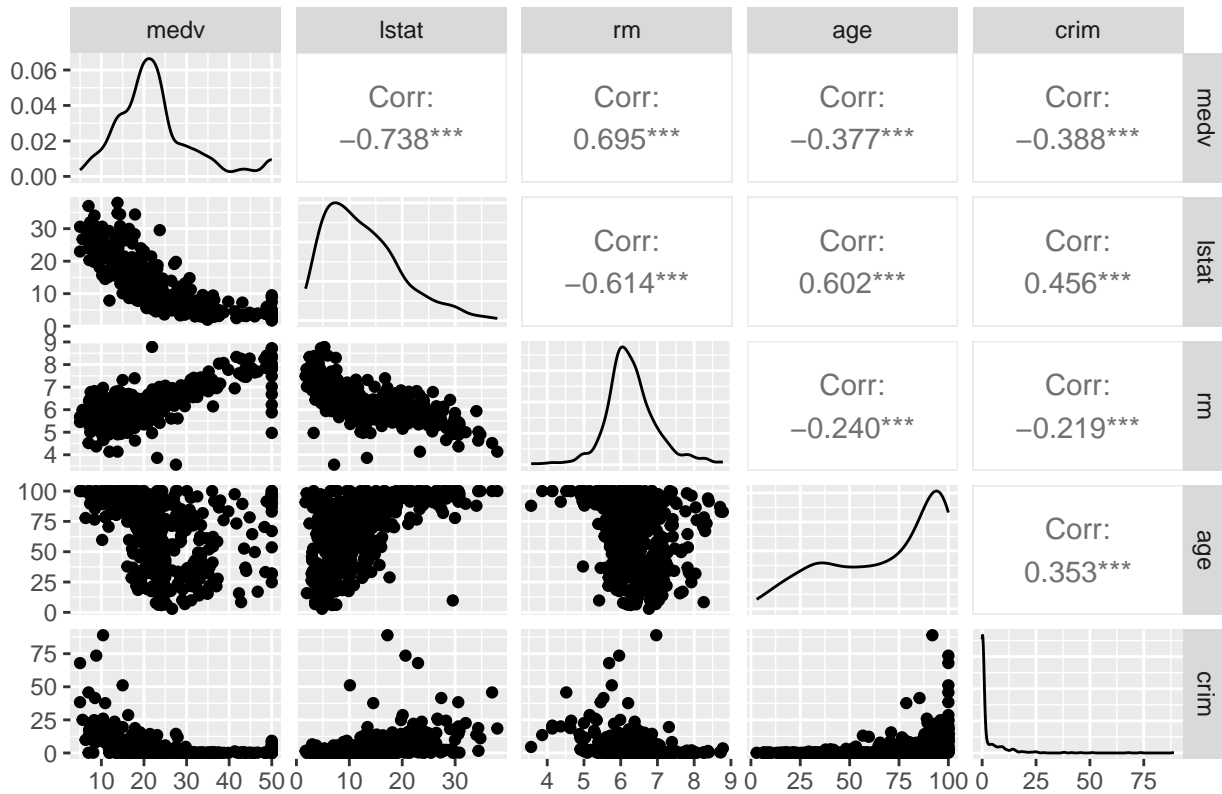 medv lstat rm age crim
0.06
0.04
0.02
0.00
Corr:
−0.738***
Corr:
0.695***
Corr:
−0.377***
Corr:
−0.388***
medv
30
20
10
0
Corr:
−0.614***
Corr:
0.602***
Corr:
0.456***
lstat
9
8
7
6
5
4
Corr:
−0.240***
Corr:
−0.219***
rm
100
75
50
25
0
Corr:
0.353***
age
75
50
25
0
crim
10 20 30 40 50 0 10 20 30 4 5 6 7 8 9 0 25 50 75 100 0 25 50 75